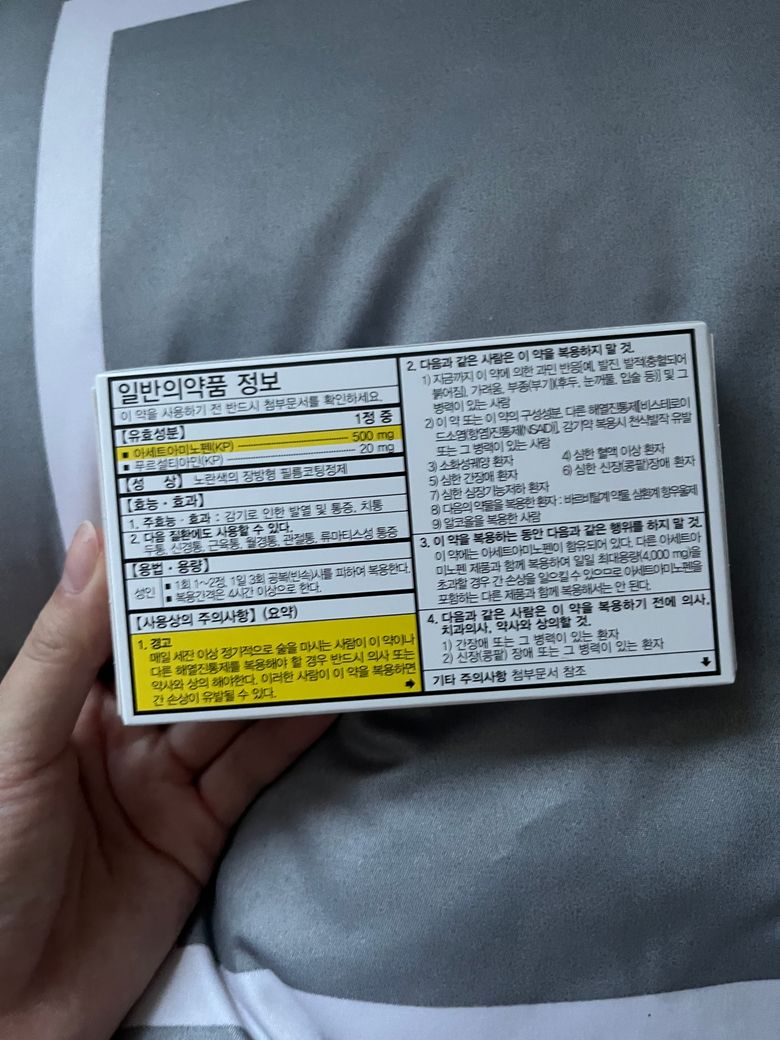 일반의약품 정보
이 약을 사용하기 전 반드시 첨부문서를 확인하세요.
1정 중
【유효성분】
■ 아세트아미노펜(KP) 500 mg
■ 푸르설티아민(KP) 20 mg
【성 상】 노란색의 장방형 필름코팅정제
【효능·효과】
1. 주효능·효과 : 감기로 인한 발열 및 통증, 치통
2. 다음 질환에도 사용할 수 있다.
두통, 신경통, 근육통, 월경통, 관절통, 류마티스성 통증
【용법·용량】
성인
■ 1회 1~2정, 1일 3회 공복(빈속)시를 피하여 복용한다.
■ 복용간격은 4시간 이상으로 한다.
【사용상의 주의사항】 (요약)
1. 경고
매일 세잔 이상 정기적으로 술을 마시는 사람이 이 약이나
다른 해열진통제를 복용해야 할 경우 반드시 의사 또는
약사와 상의 해야한다. 이러한 사람이 이 약을 복용하면
간 손상이 유발될 수 있다.
2. 다음과 같은 사람은 이 약을 복용하지 말 것.
1) 지금까지 이 약에 의한 과민 반응[예, 발진, 발적(충혈되어
붉어짐), 가려움, 부종(부기)(후두, 눈꺼풀, 입술 등)] 및 그
병력이 있는 사람
2) 이 약 또는 이 약의 구성성분, 다른 해열진통제[비스테로이
드소염(항염)진통제(NSAID)], 감기약 복용시 천식발작 유발
또는 그 병력이 있는 사람
3) 소화성궤양 환자 4) 심한 혈액 이상 환자
5) 심한 간장애 환자 6) 심한 신장(콩팥)장애 환자
7) 심한 심장기능저하 환자
8) 다음의 약물을 복용한 환자 : 바르비탈계 약물, 삼환계 항우울제
9) 알코올을 복용한 사람
3. 이 약을 복용하는 동안 다음과 같은 행위를 하지 말 것.
이 약에는 아세트아미노펜이 함유되어 있다. 다른 아세트아
미노펜 제품과 함께 복용하여 일일 최대용량(4,000 mg)을
초과할 경우 간 손상을 일으킬 수 있으므로 아세트아미노펜을
포함하는 다른 제품과 함께 복용해서는 안 된다.
4. 다음과 같은 사람은 이 약을 복용하기 전에 의사,
치과의사, 약사와 상의할 것.
1) 간장애 또는 그 병력이 있는 환자
2) 신장(콩팥) 장애 또는 그 병력이 있는 환자
기타 주의사항 첨부문서 참조